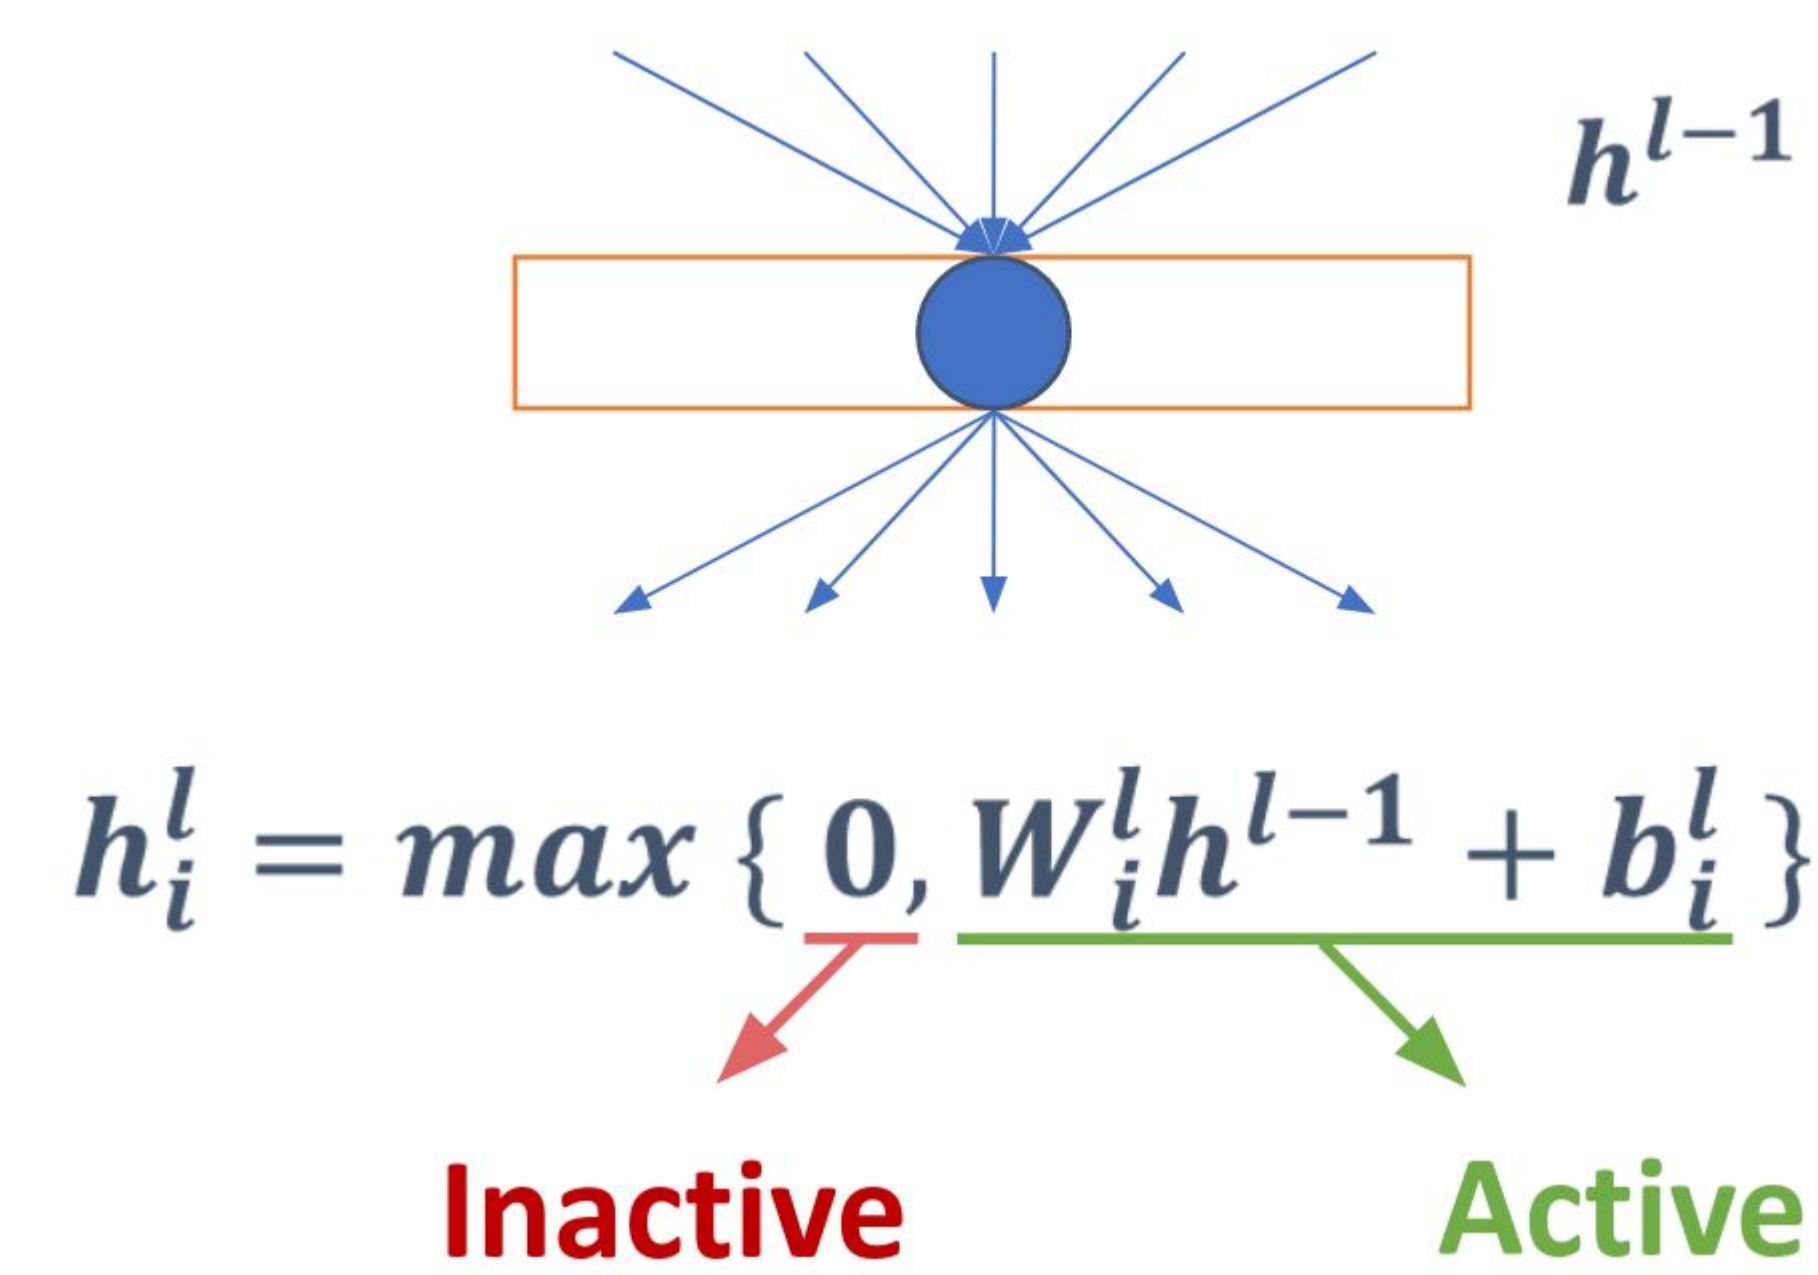 h^{l-1}
h_i^l = max { 0, W_i^l h^{l-1} + b_i^l }
Inactive
Active